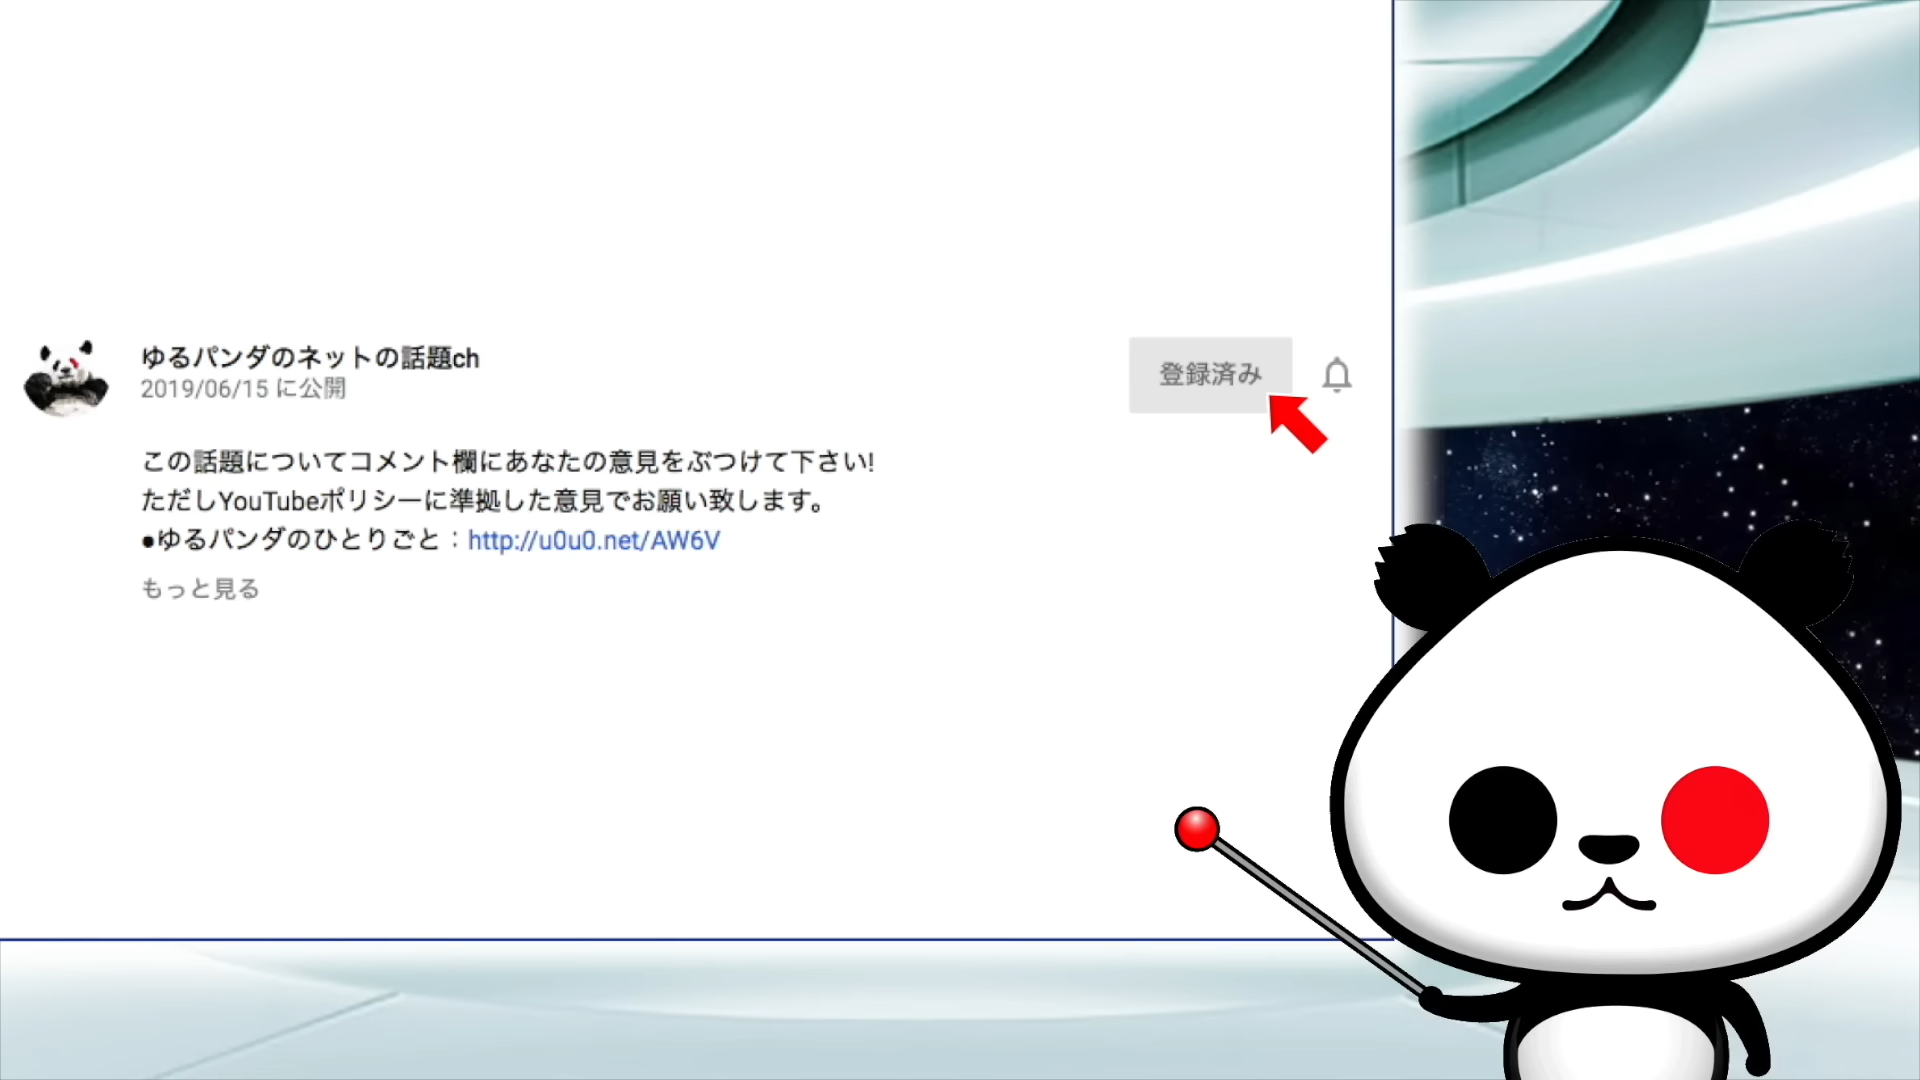 ゆるパンダのネットの話題ch
2019/06/15 に公開
登録済み
この話題についてコメント欄にあなたの意見をぶつけて下さい!
ただしYouTubeポリシーに準拠した意見でお願い致します。
●ゆるパンダのひとりごと：http://u0u0.net/AW6V
もっと見る